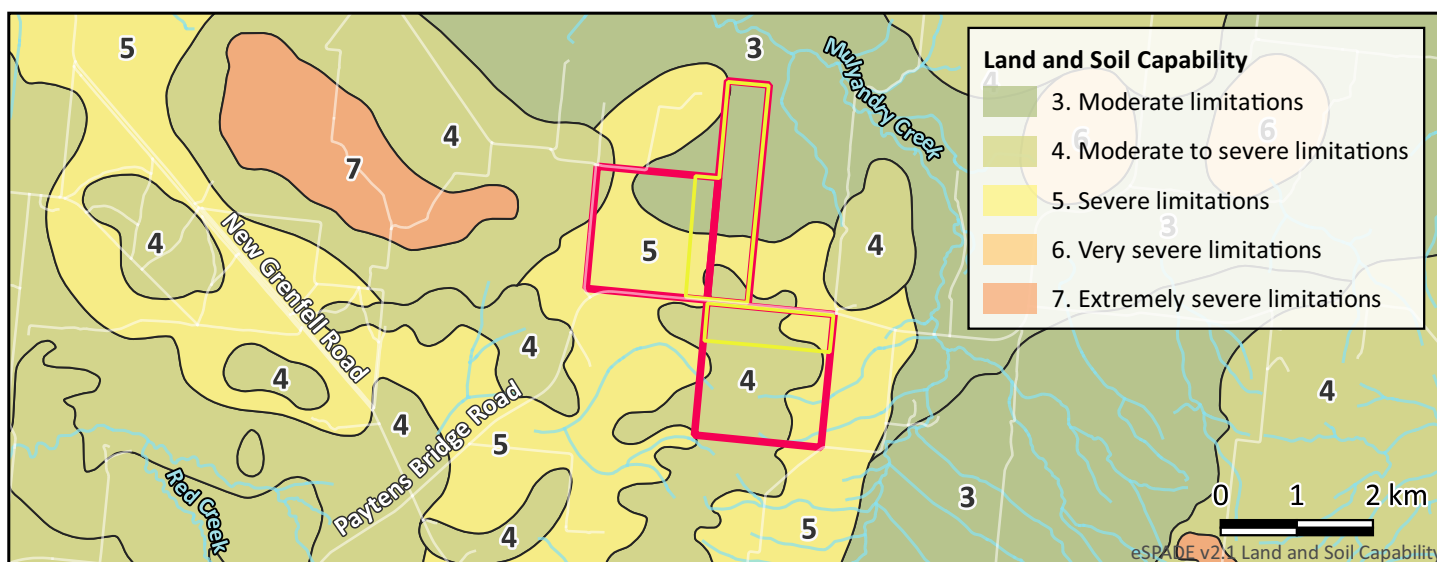 5
3
Mulyandry Creek
4
7
4
5
4
New Grenfell Road
4
4
4
4
5
Paytens Bridge Road
Red Creek
4
5
3
4
Land and Soil Capability
3. Moderate limitations
4. Moderate to severe limitations
5. Severe limitations
6. Very severe limitations
7. Extremely severe limitations
4
6
6
3
0 1 2 km
eSPADE v2.1 Land and Soil Capability